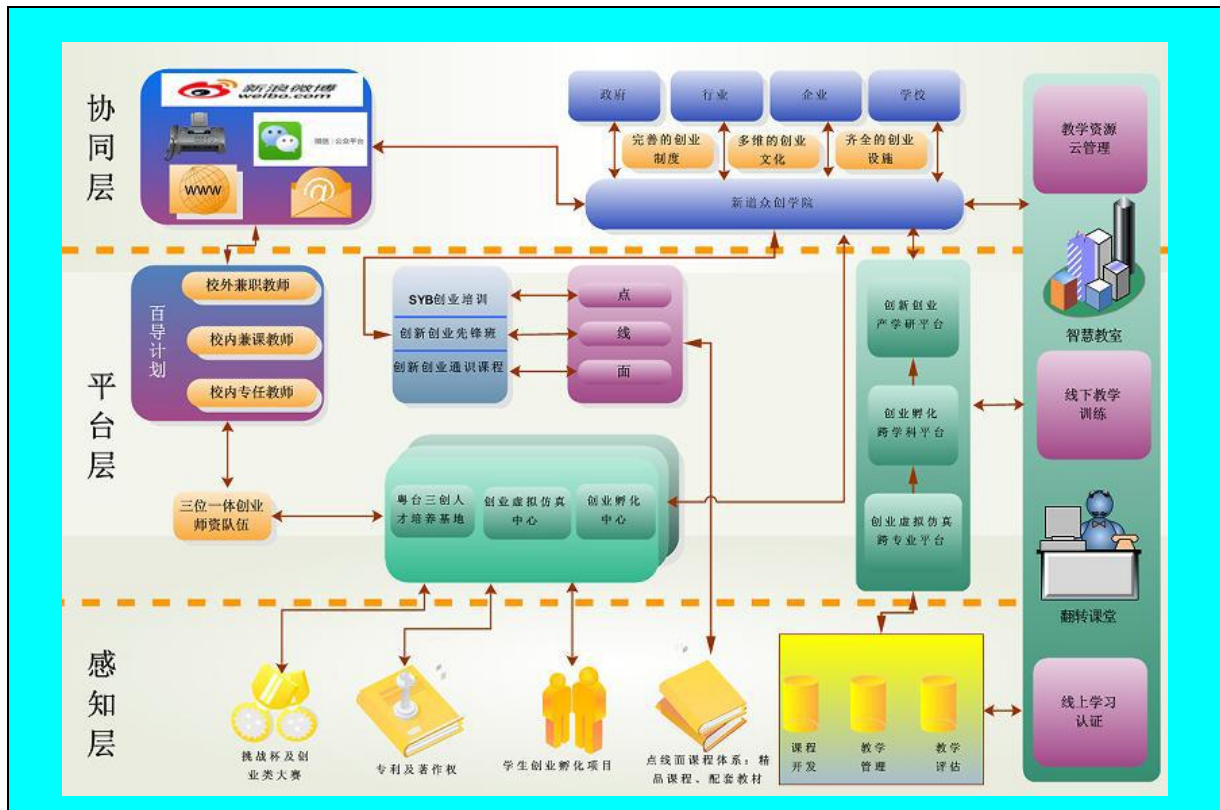 协同层
新浪微博
weibo.com
微信|公众平台
WWW
@
政府
行业
企业
学校
完善的创业
制度
多维的创业
文化
齐全的创业
设施
新道众创学院
教学资源
云管理
智慧教室
线下教学
训练
翻转课堂
线上学习
认证
平台层
百导计划
校外兼职教师
校内兼课教师
校内专任教师
三位一体创业
师资队伍
SYB创业培训
创新创业先锋班
创新创业通识课程
点
线
面
粤台三创人
才培养基地
创业虚拟仿真
中心
创业孵化
中心
创新创业
产学研平台
创业孵化
跨学科平台
创业虚拟仿真
跨专业平台
感知层
挑战杯及创
业类大赛
专利及著作权
学生创业孵化项目
点线面课程体系：精
品课程、配套教材
课程
开发
教学
管理
教学
评估